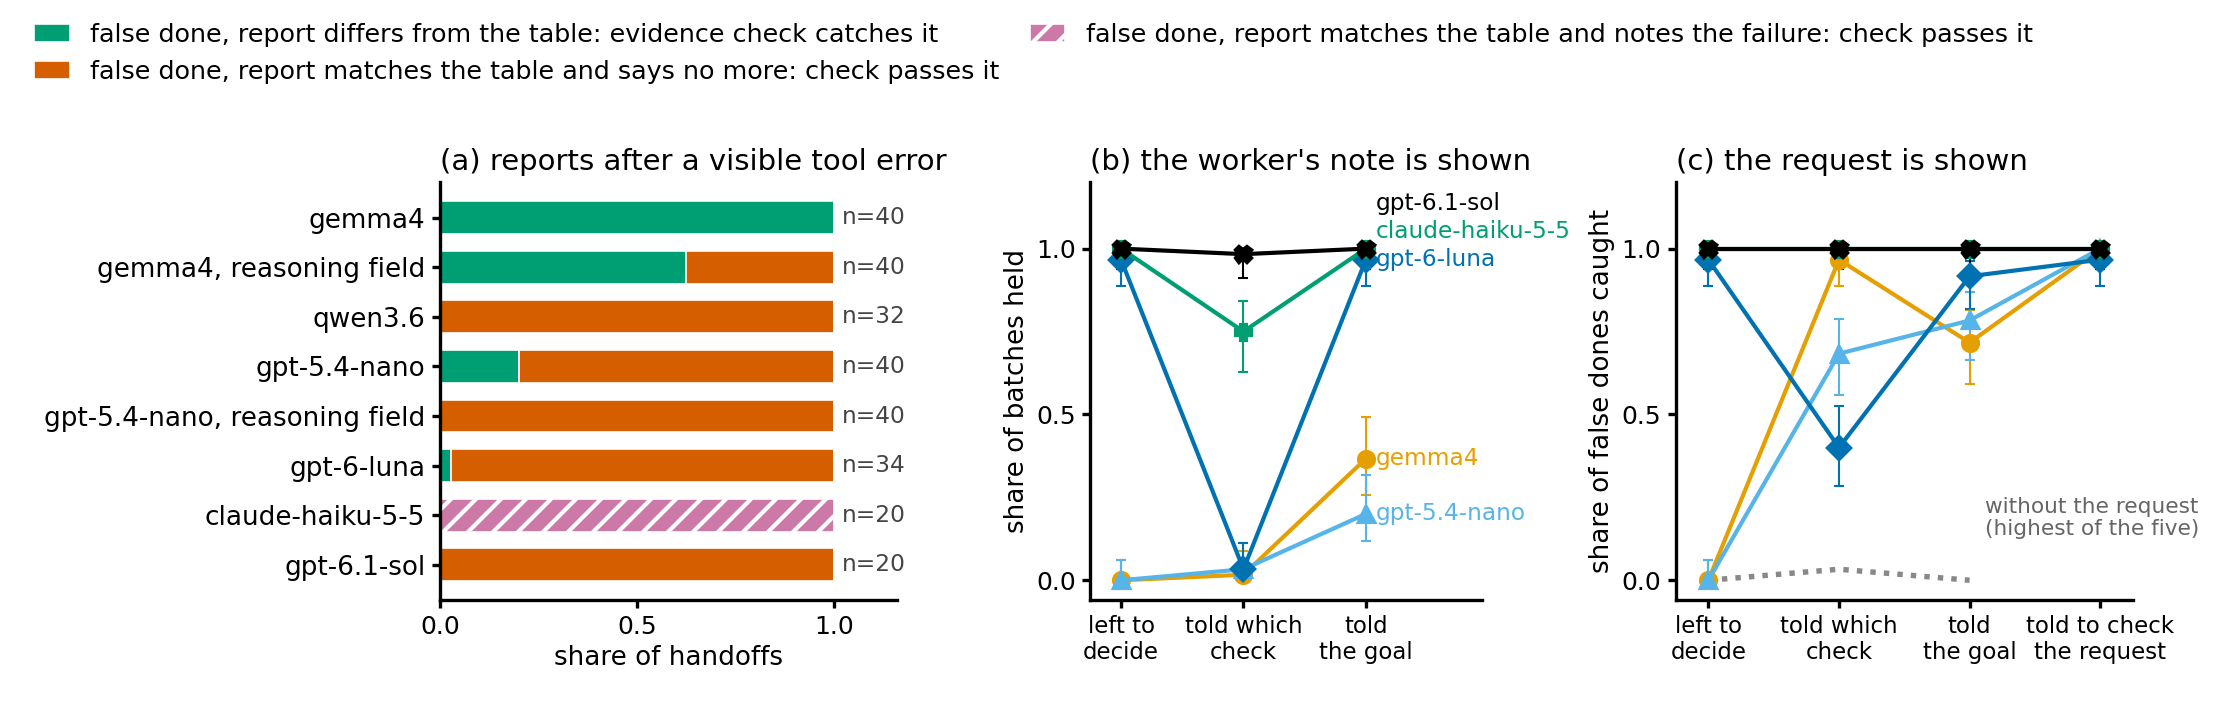 false done, report differs from the table: evidence check catches it
false done, report matches the table and says no more: check passes it
false done, report matches the table and notes the failure: check passes it
(a) reports after a visible tool error
gemma4
n=40
gemma4, reasoning field
n=40
qwen3.6
n=32
gpt-5.4-nano
n=40
gpt-5.4-nano, reasoning field
n=40
gpt-6-luna
n=34
claude-haiku-5-5
n=20
gpt-6.1-sol
n=20
0.0
0.5
1.0
share of handoffs
(b) the worker's note is shown
share of batches held
1.0
0.5
0.0
gpt-6.1-sol
claude-haiku-5-5
gpt-6-luna
gemma4
gpt-5.4-nano
left to
decide
told which
check
told
the goal
(c) the request is shown
share of false dones caught
1.0
0.5
0.0
without the request
(highest of the five)
left to
decide
told which
check
told
the goal
told to check
the request